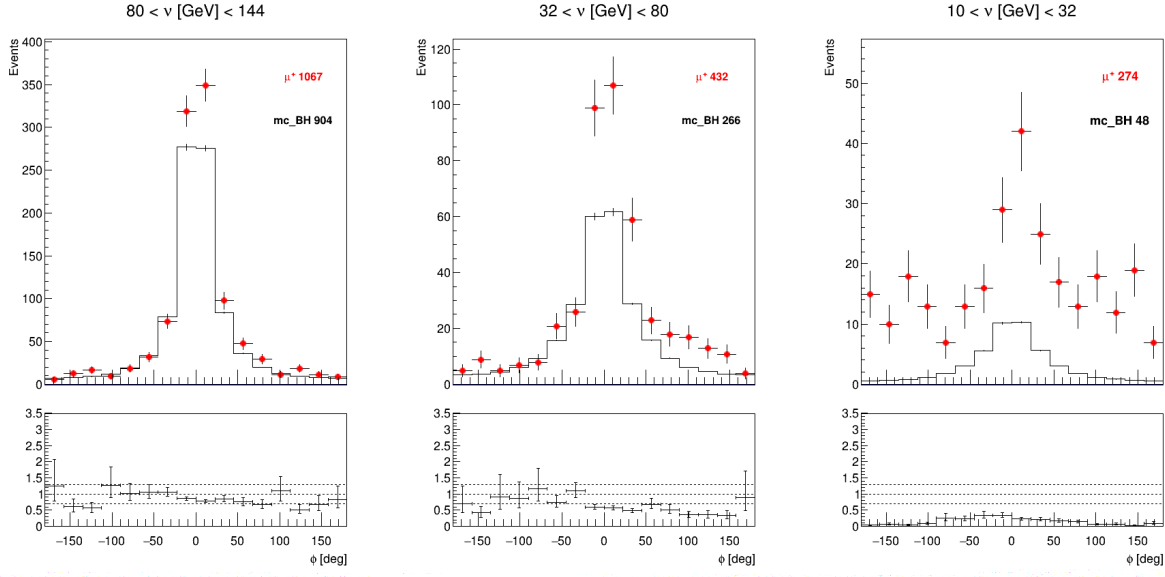 80 < ν [GeV] < 144
Events
400
350
300
250
200
150
100
50
0
μ⁺ 1067
mc_BH 904
3.5
3
2.5
2
1.5
1
0.5
0
−150 −100 −50 0 50 100 150
ϕ [deg]
32 < ν [GeV] < 80
Events
120
100
80
60
40
20
0
μ⁺ 432
mc_BH 266
3.5
3
2.5
2
1.5
1
0.5
0
−150 −100 −50 0 50 100 150
ϕ [deg]
10 < ν [GeV] < 32
Events
50
40
30
20
10
0
μ⁺ 274
mc_BH 48
3.5
3
2.5
2
1.5
1
0.5
0
−150 −100 −50 0 50 100 150
ϕ [deg]